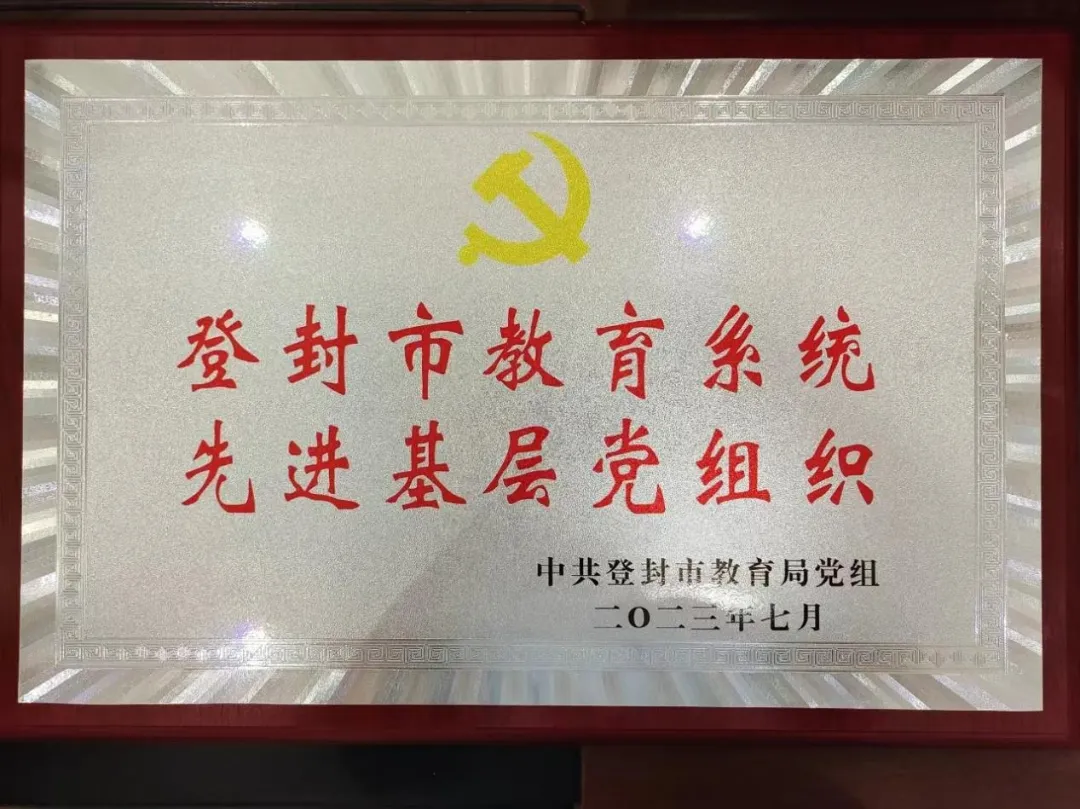 登封市教育系统
先进基层党组织
中共登封市教育局党组
二〇二三年七月